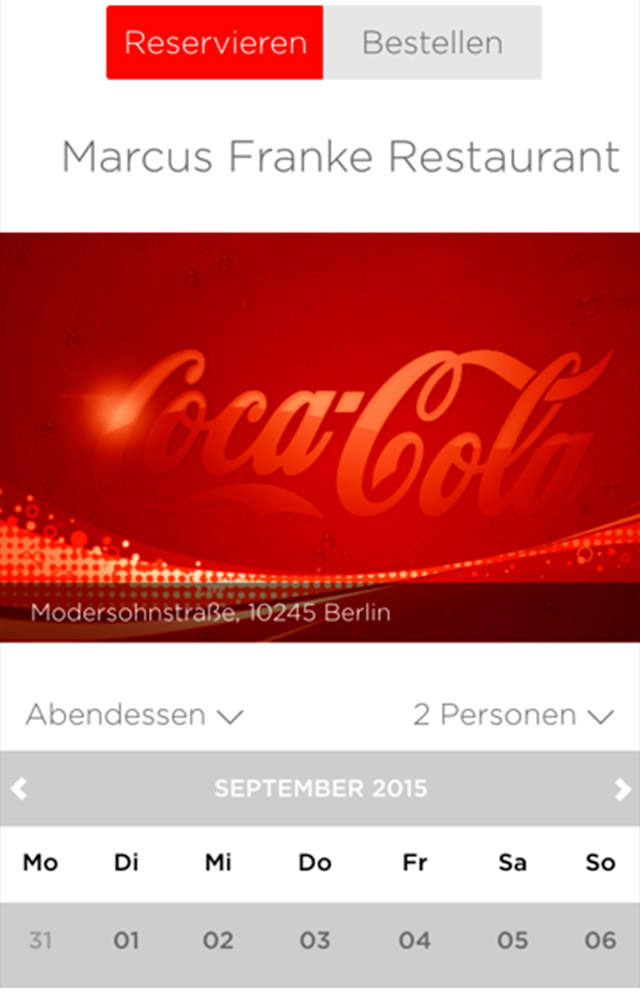 Reservieren Bestellen
Marcus Franke Restaurant
Coca-Cola
Modersohnstraße, 10245 Berlin
Abendessen 2 Personen
SEPTEMBER 2015
Mo Di Mi Do Fr Sa So
31 01 02 03 04 05 06